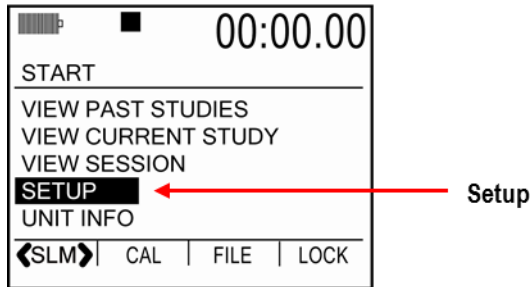 00:00.00
START
VIEW PAST STUDIES
VIEW CURRENT STUDY
VIEW SESSION
SETUP
Setup
UNIT INFO
❮SLM❯ CAL FILE LOCK